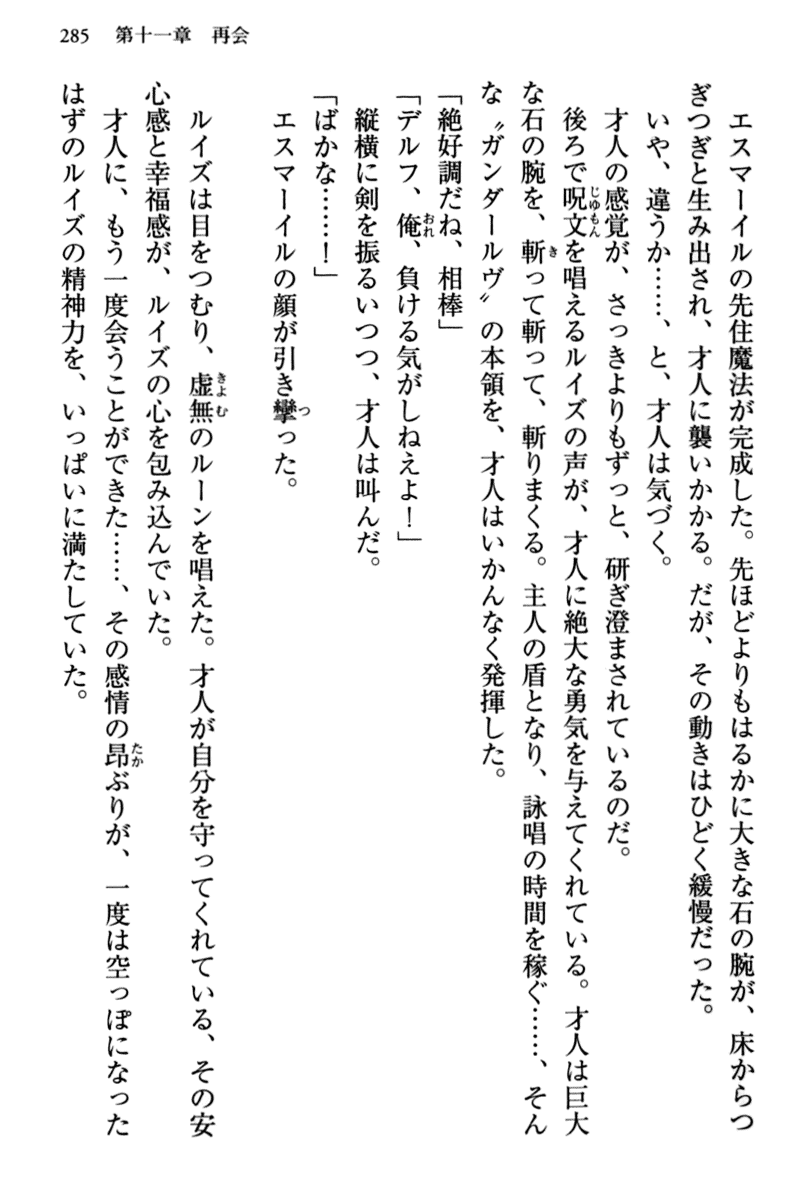 285　第十一章　再会
エスマーイルの先住魔法が完成した。先ほどよりもはるかに大きな石の腕が、床からつ
ぎつぎと生み出され、才人に襲いかかる。だが、その動きはひどく緩慢だった。
いや、違うか……、と、才人は気づく。
才人の感覚が、さっきよりもずっと、研ぎ澄まされているのだ。
後ろで呪文を唱えるルイズの声が、才人に絶大な勇気を与えてくれている。才人は巨大
な石の腕を、斬って斬って、斬りまくる。主人の盾となり、詠唱の時間を稼ぐ……、そん
な〝ガンダールヴ〟の本領を、才人はいかんなく発揮した。
「絶好調だね、相棒」
「デルフ、俺、負ける気がしねえよ！」
縦横に剣を振るいつつ、才人は叫んだ。
「ばかな……！」
エスマーイルの顔が引き攣った。
ルイズは目をつむり、虚無のルーンを唱えた。才人が自分を守ってくれている、その安
心感と幸福感が、ルイズの心を包み込んでいた。
才人に、もう一度会うことができた……、その感情の昂ぶりが、一度は空っぽになった
はずのルイズの精神力を、いっぱいに満たしていた。